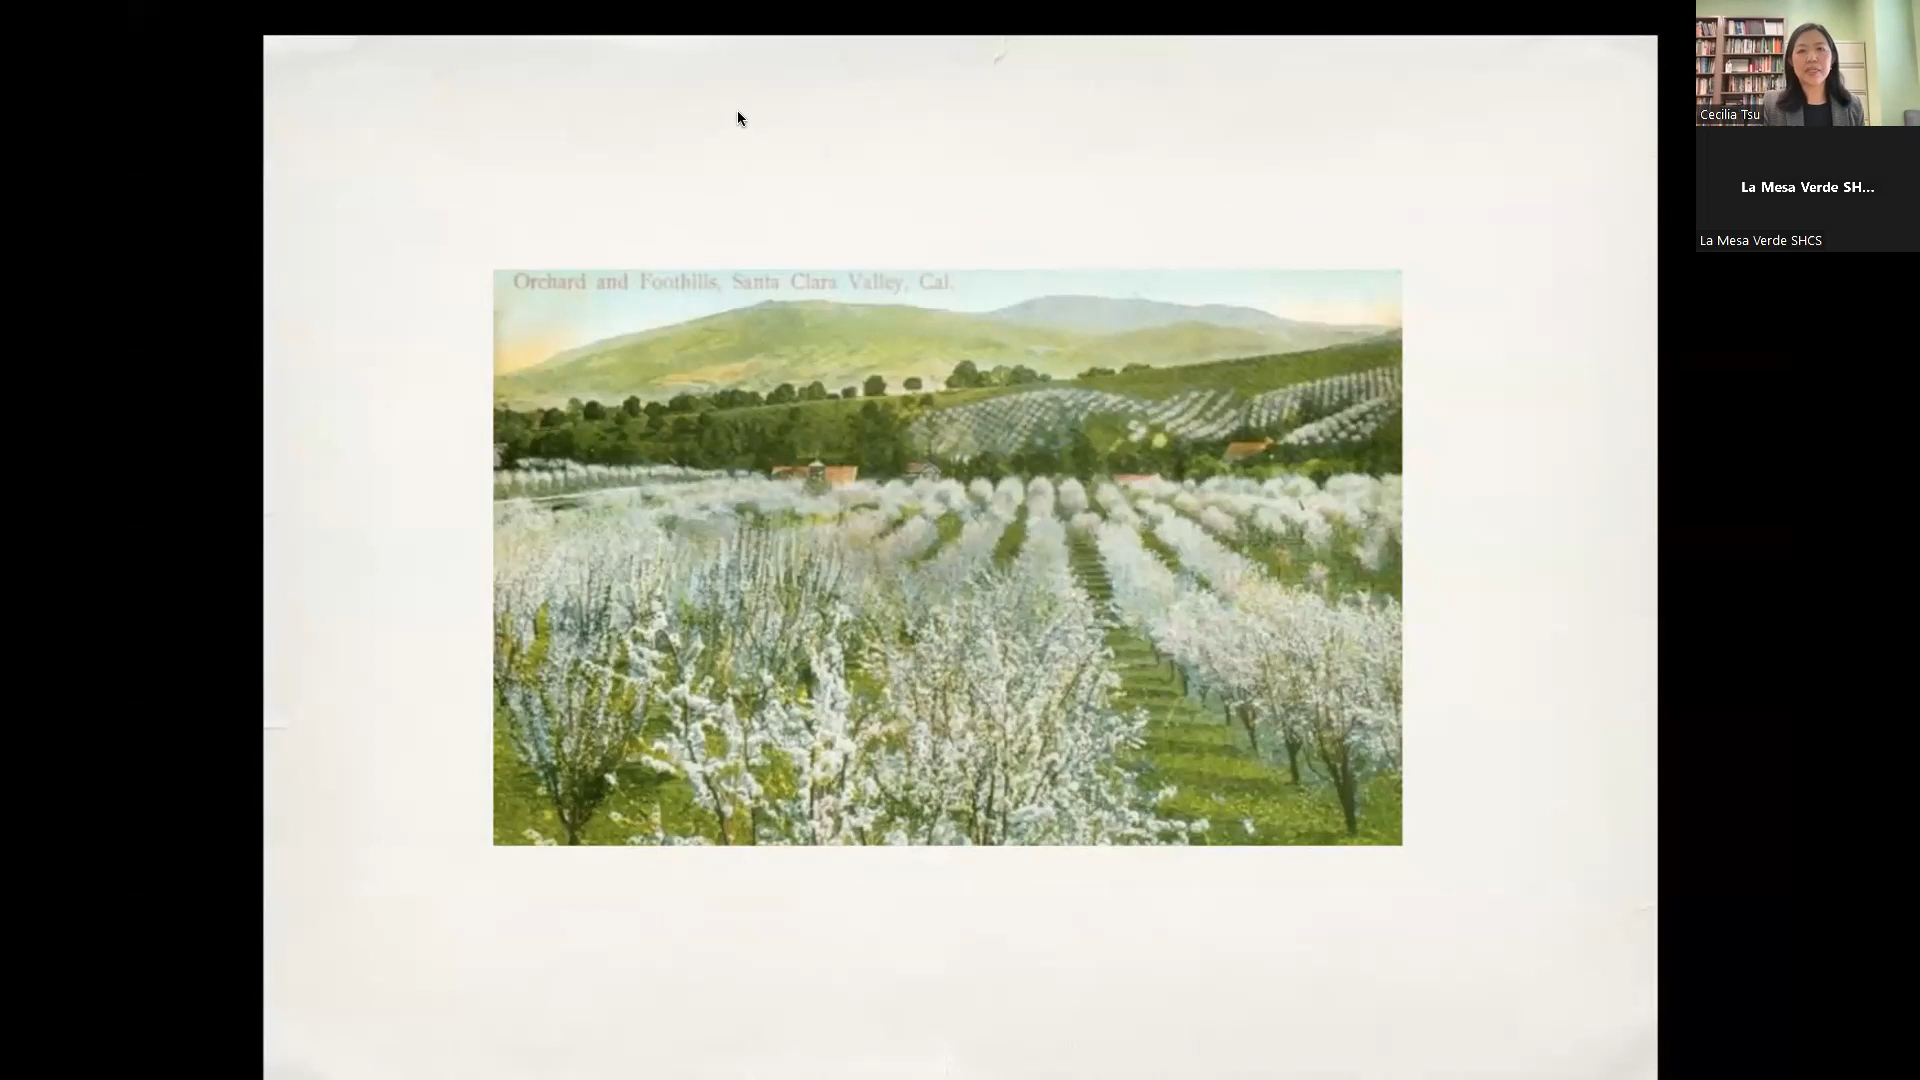 Orchard and Foothills, Santa Clara Valley, Cal.
Cecilia Tsu
La Mesa Verde SH...
La Mesa Verde SHCS